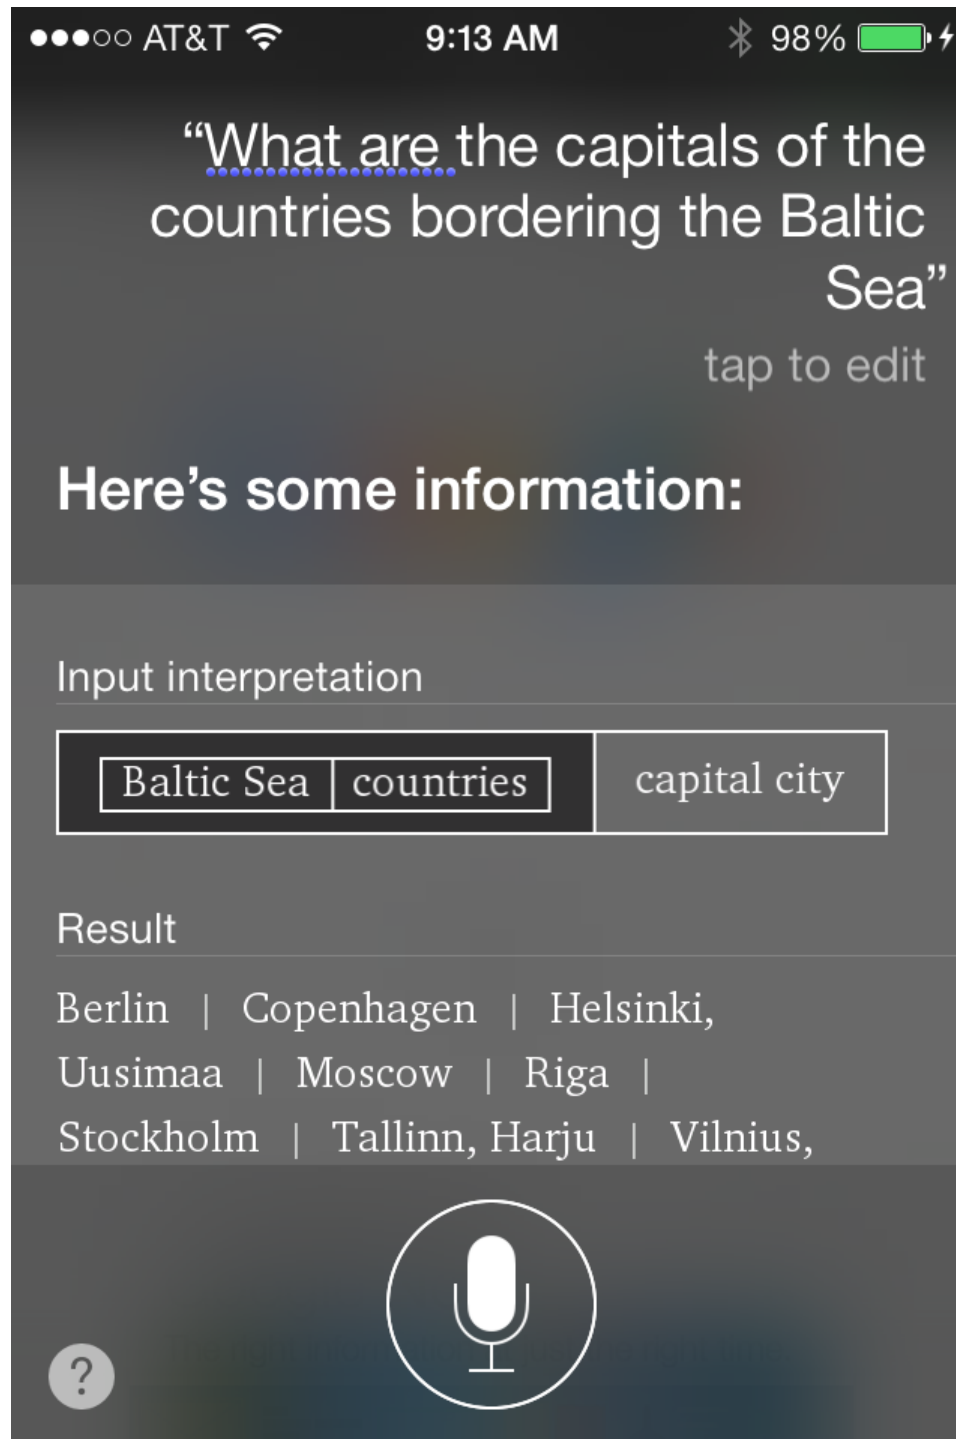 AT&T 9:13 AM 98%
“What are the capitals of the
countries bordering the Baltic
Sea”
tap to edit
Here’s some information:
Input interpretation
Baltic Sea countries capital city
Result
Berlin | Copenhagen | Helsinki,
Uusimaa | Moscow | Riga |
Stockholm | Tallinn, Harju | Vilnius,
?